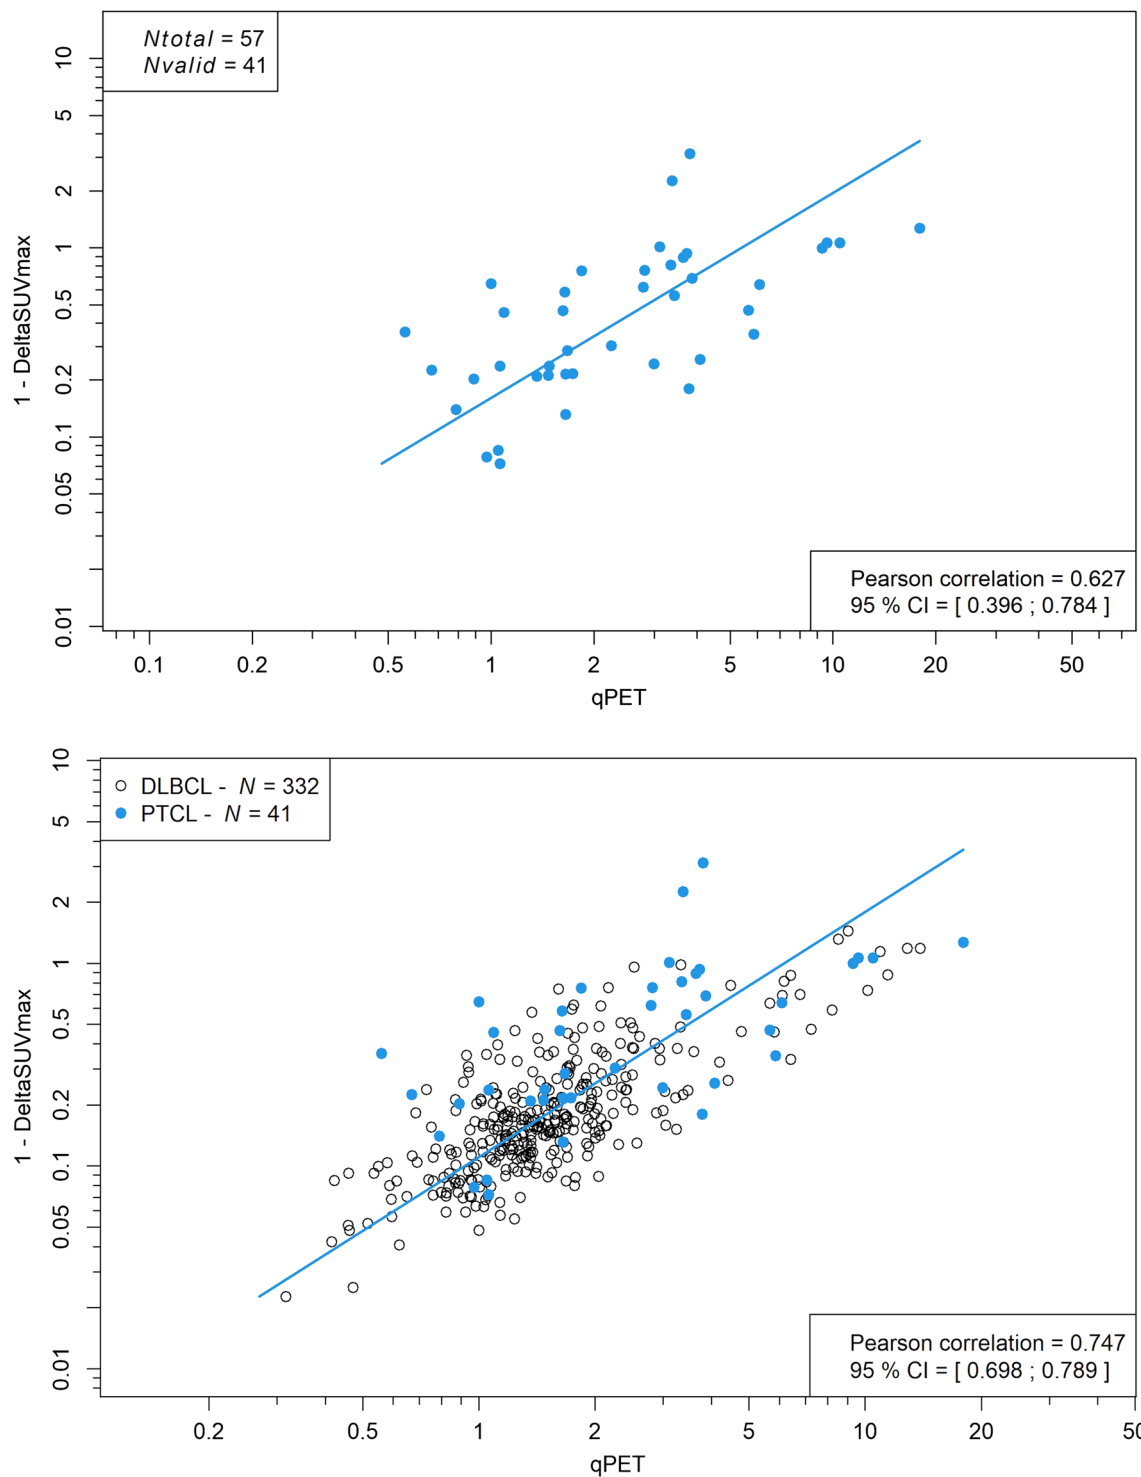 Ntotal = 57
Nvalid = 41
10
5
2
1
0.5
0.2
0.1
0.05
0.01
1 - DeltaSUVmax
Pearson correlation = 0.627
95 % CI = [ 0.396 ; 0.784 ]
0.1 0.2 0.5 1 2 5 10 20 50
qPET
DLBCL - N = 332
PTCL - N = 41
10
5
2
1
0.5
0.2
0.1
0.05
0.01
1 - DeltaSUVmax
Pearson correlation = 0.747
95 % CI = [ 0.698 ; 0.789 ]
0.2 0.5 1 2 5 10 20 50
qPET